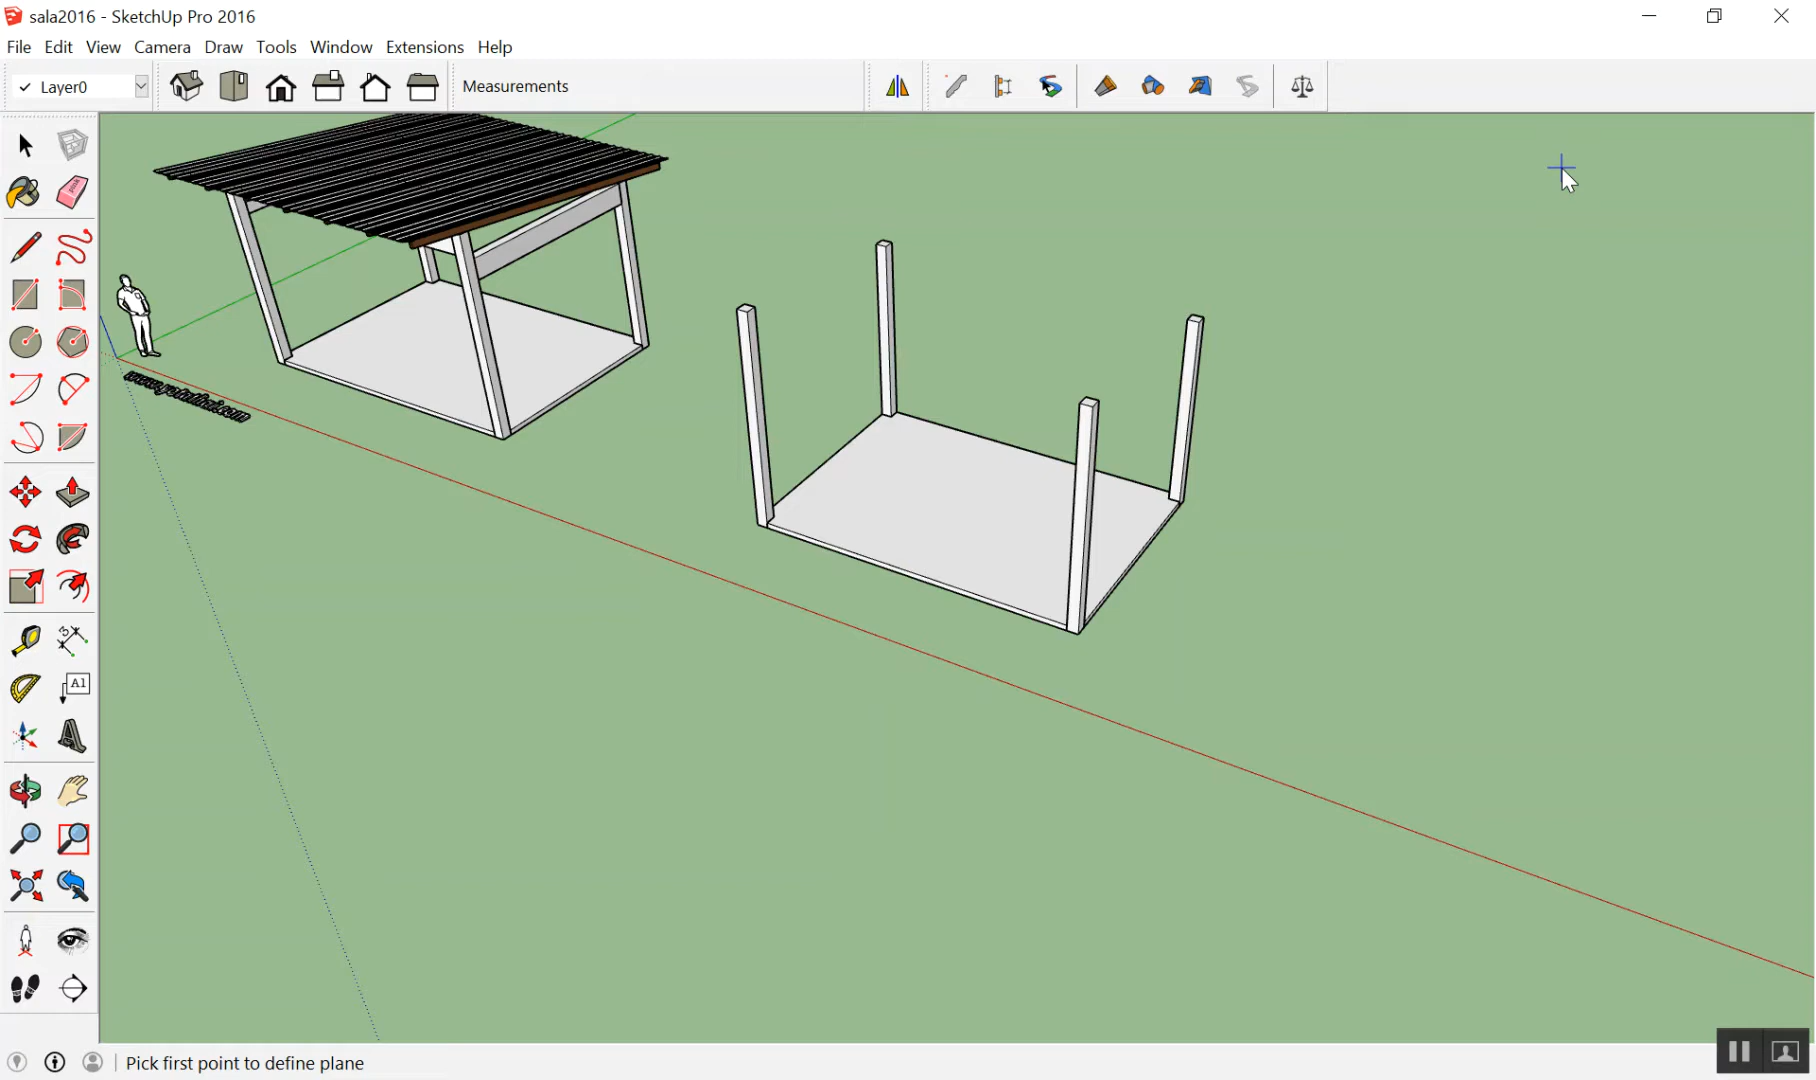 sala2016 - SketchUp Pro 2016
File Edit View Camera Draw Tools Window Extensions Help
Layer0
Measurements
A1
Pick first point to define plane